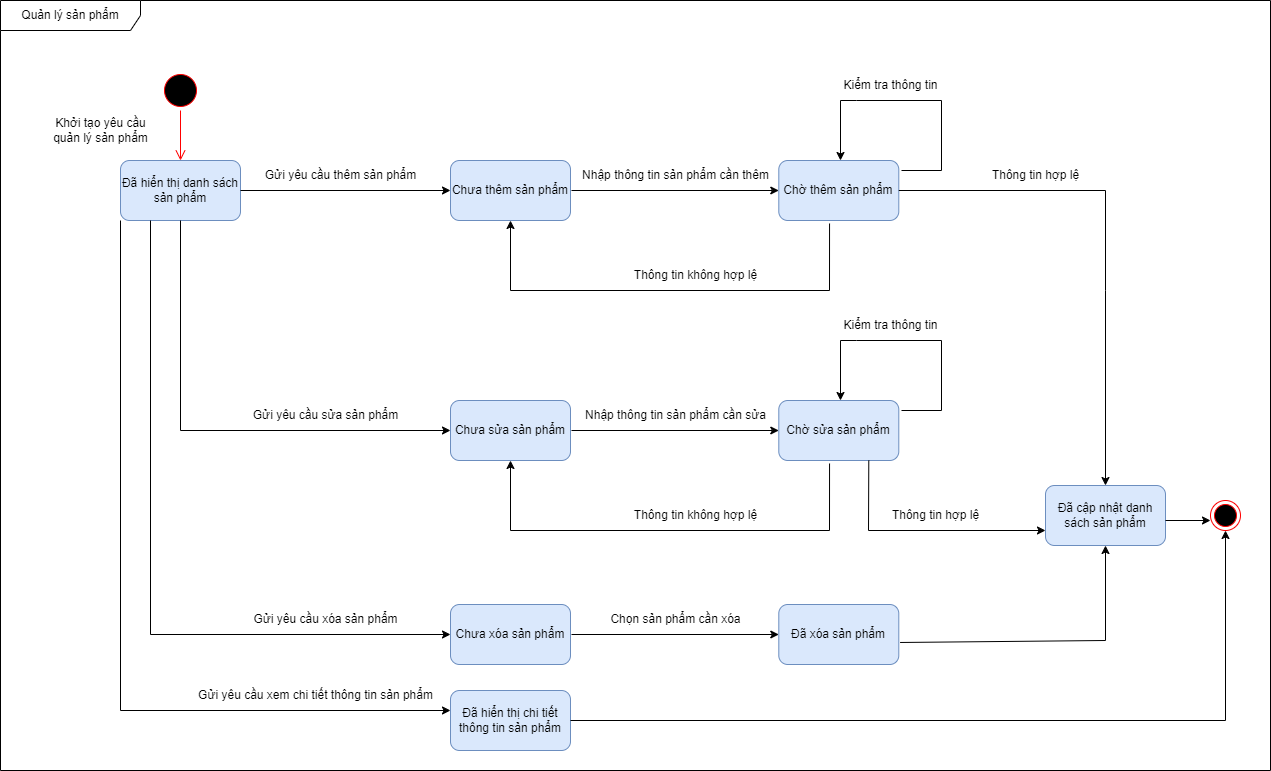 Quản lý sản phẩm
Kiểm tra thông tin
Khởi tạo yêu cầu
quản lý sản phẩm
Đã hiển thị danh sách
sản phẩm
Gửi yêu cầu thêm sản phẩm
Chưa thêm sản phẩm
Nhập thông tin sản phẩm cần thêm
Chờ thêm sản phẩm
Thông tin hợp lệ
Thông tin không hợp lệ
Kiểm tra thông tin
Gửi yêu cầu sửa sản phẩm
Chưa sửa sản phẩm
Nhập thông tin sản phẩm cần sửa
Chờ sửa sản phẩm
Thông tin không hợp lệ
Thông tin hợp lệ
Đã cập nhật danh
sách sản phẩm
Gửi yêu cầu xóa sản phẩm
Chưa xóa sản phẩm
Chọn sản phẩm cần xóa
Đã xóa sản phẩm
Gửi yêu cầu xem chi tiết thông tin sản phẩm
Đã hiển thị chi tiết
thông tin sản phẩm